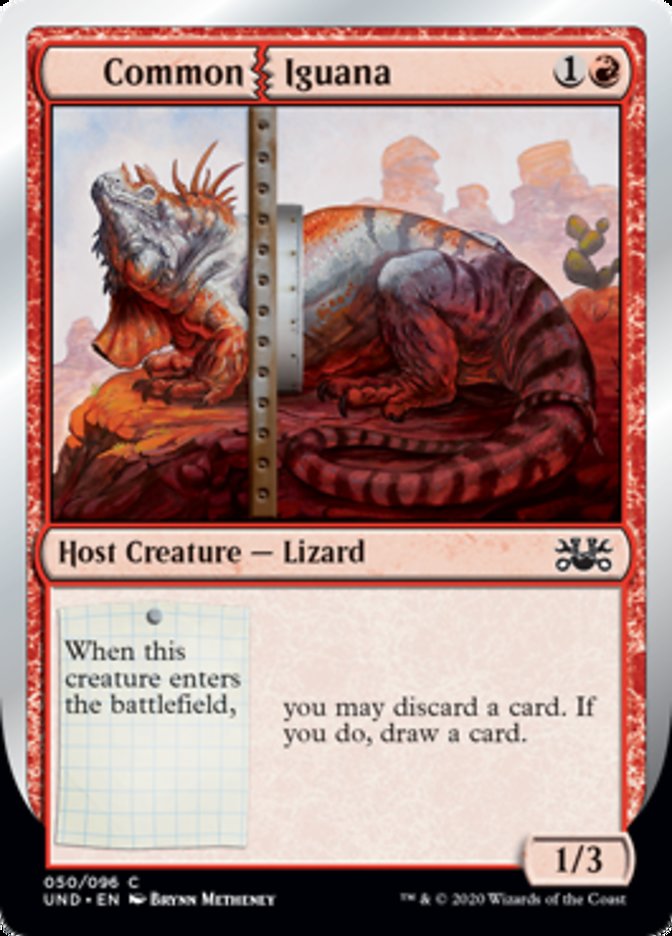 Common Iguana 1
Host Creature — Lizard
When this
creature enters
the battlefield,
you may discard a card. If
you do, draw a card.
1/3
050/096 C
UND • EN Brynn Metheney
™ & © 2020 Wizards of the Coast